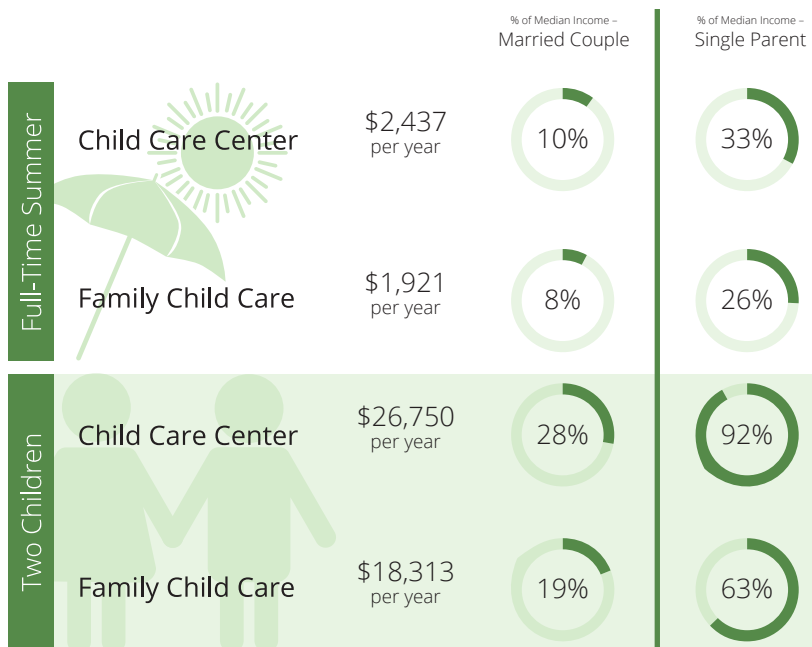 % of Median Income –
Married Couple
% of Median Income –
Single Parent
Full-Time Summer
Child Care Center
$2,437
per year
10%
33%
Family Child Care
$1,921
per year
8%
26%
Two Children
Child Care Center
$26,750
per year
28%
92%
Family Child Care
$18,313
per year
19%
63%